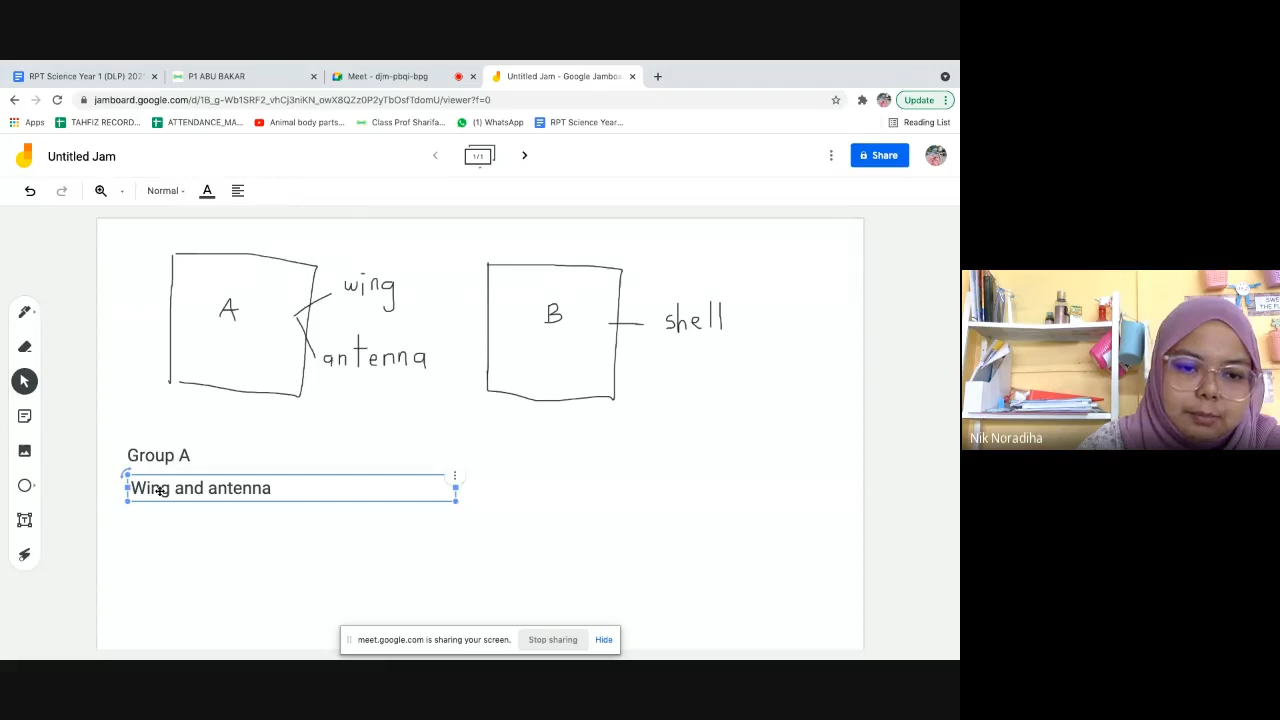 RPT Science Year 1 (DLP) 202
P1 ABU BAKAR
Meet - djm-pbqi-bpg
Untitled Jam - Google Jamboa
jamboard.google.com/d/1B_g-Wb1SRF2_vhCj3niKN_owX8QZz0P2yTbOsfTdomU/viewer?f=0
Update
Apps
TAHFIZ RECORD...
ATTENDANCE_MA...
Animal body parts...
Class Prof Sharifa...
(1) WhatsApp
RPT Science Year...
Reading List
Untitled Jam
1/1
Share
Normal
A
A
wing
antenna
B
shell
Group A
Wing and antenna
Nik Noradiha
meet.google.com is sharing your screen.
Stop sharing
Hide